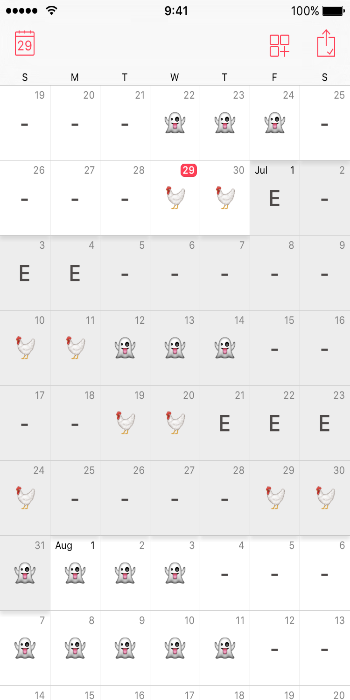 9:41 100%
29
S M T W T F S
19 20 21 22 23 24 25
- - - -
26 27 28 29 30 Jul 1 2
- - - E -
3 4 5 6 7 8 9
E E - - - - -
10 11 12 13 14 15 16
- -
17 18 19 20 21 22 23
- - E E E
24 25 26 27 28 29 30
- - - -
31 Aug 1 2 3 4 5 6
- - -
7 8 9 10 11 12 13
- -
14 15 16 17 18 19 20